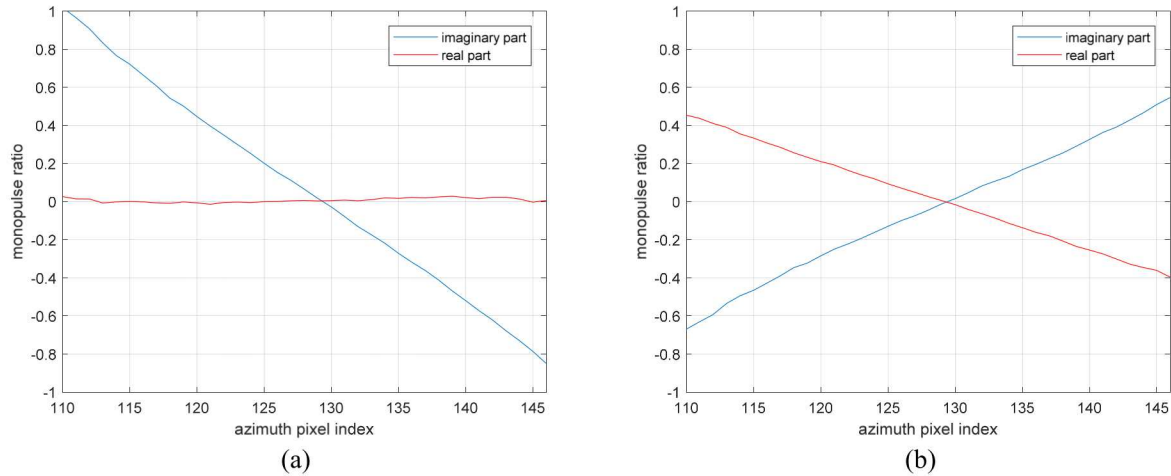 1
0.8
0.6
0.4
0.2
0
-0.2
-0.4
-0.6
-0.8
-1
monopulse ratio
imaginary part
real part
110 115 120 125 130 135 140 145
azimuth pixel index
(a)
1
0.8
0.6
0.4
0.2
0
-0.2
-0.4
-0.6
-0.8
-1
monopulse ratio
imaginary part
real part
110 115 120 125 130 135 140 145
azimuth pixel index
(b)